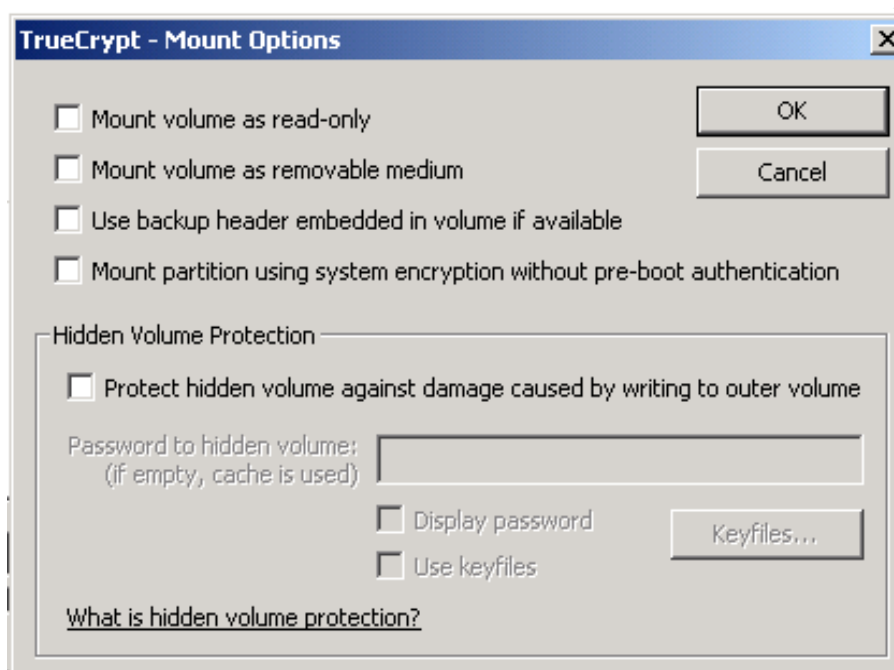 TrueCrypt - Mount Options
Mount volume as read-only
OK
Mount volume as removable medium
Cancel
Use backup header embedded in volume if available
Mount partition using system encryption without pre-boot authentication
Hidden Volume Protection
Protect hidden volume against damage caused by writing to outer volume
Password to hidden volume:
(if empty, cache is used)
Display password
Keyfiles...
Use keyfiles
What is hidden volume protection?